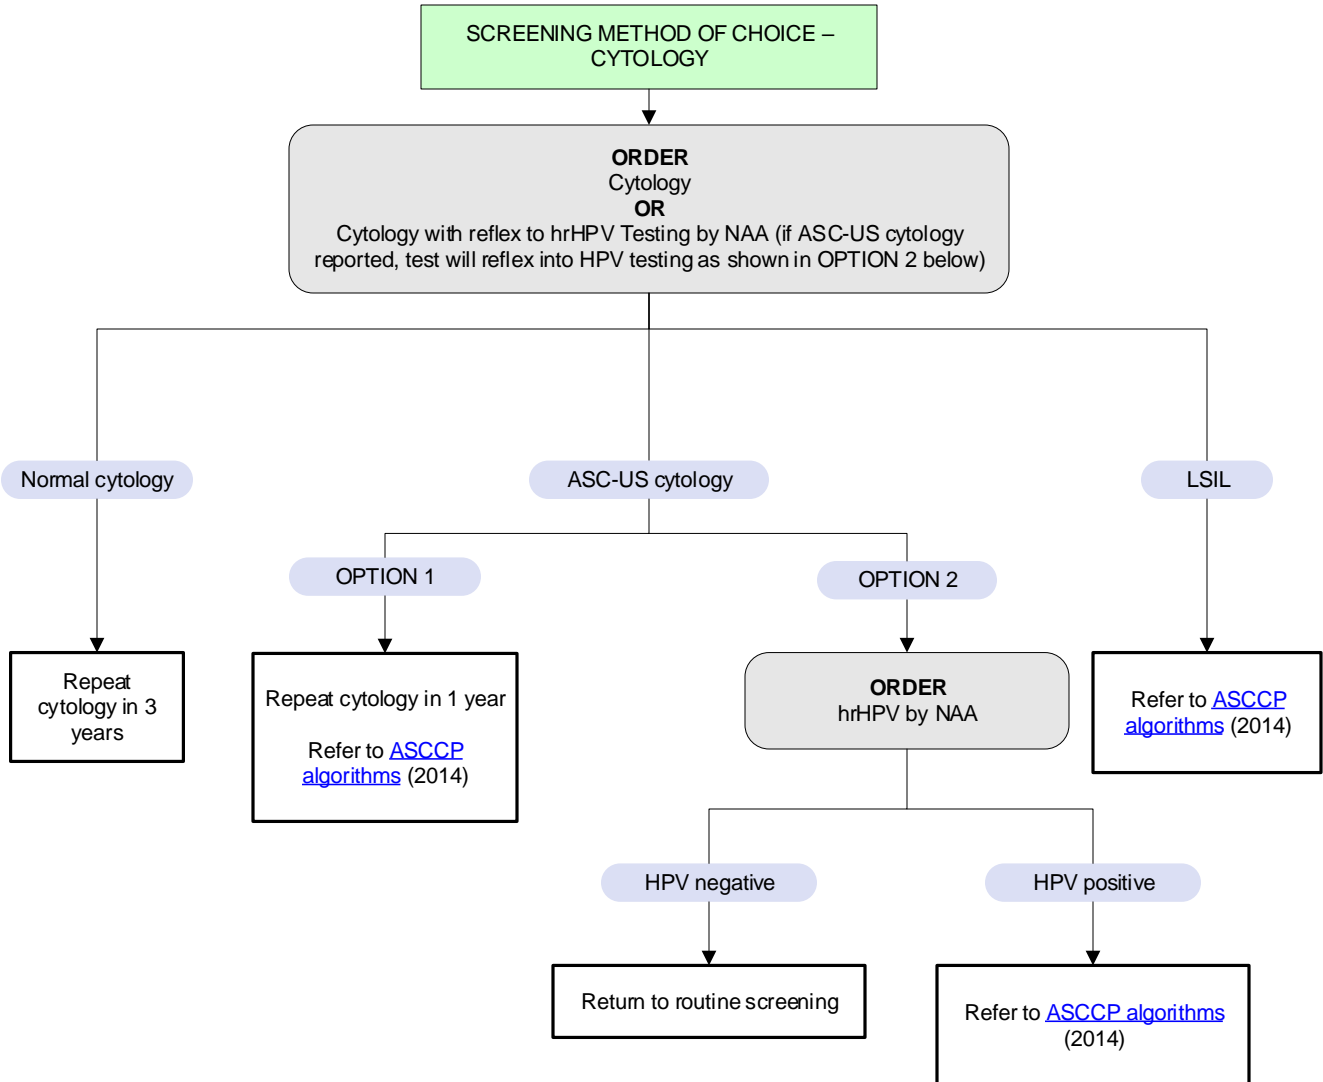 SCREENING METHOD OF CHOICE –
CYTOLOGY
ORDER
Cytology
OR
Cytology with reflex to hrHPV Testing by NAA (if ASC-US cytology
reported, test will reflex into HPV testing as shown in OPTION 2 below)
Normal cytology
ASC-US cytology
LSIL
OPTION 1
OPTION 2
Repeat
cytology in 3
years
Repeat cytology in 1 year
Refer to ASCCP
algorithms (2014)
ORDER
hrHPV by NAA
Refer to ASCCP
algorithms (2014)
HPV negative
HPV positive
Return to routine screening
Refer to ASCCP algorithms
(2014)